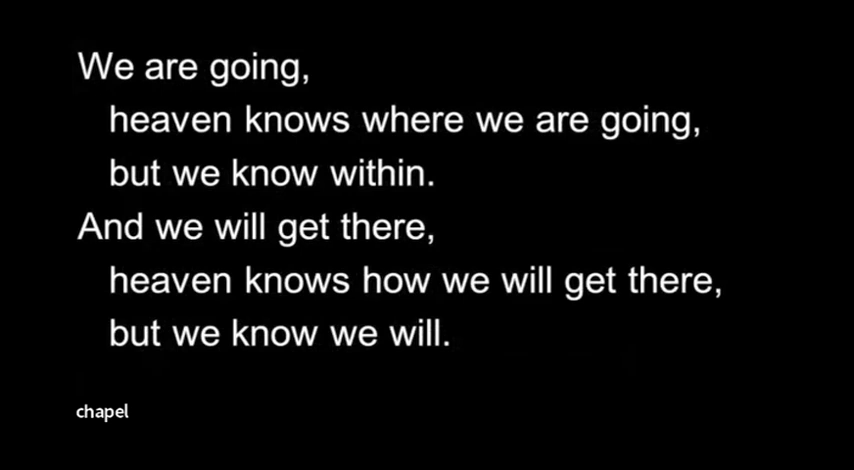 We are going,
heaven knows where we are going,
but we know within.
And we will get there,
heaven knows how we will get there,
but we know we will.
chapel